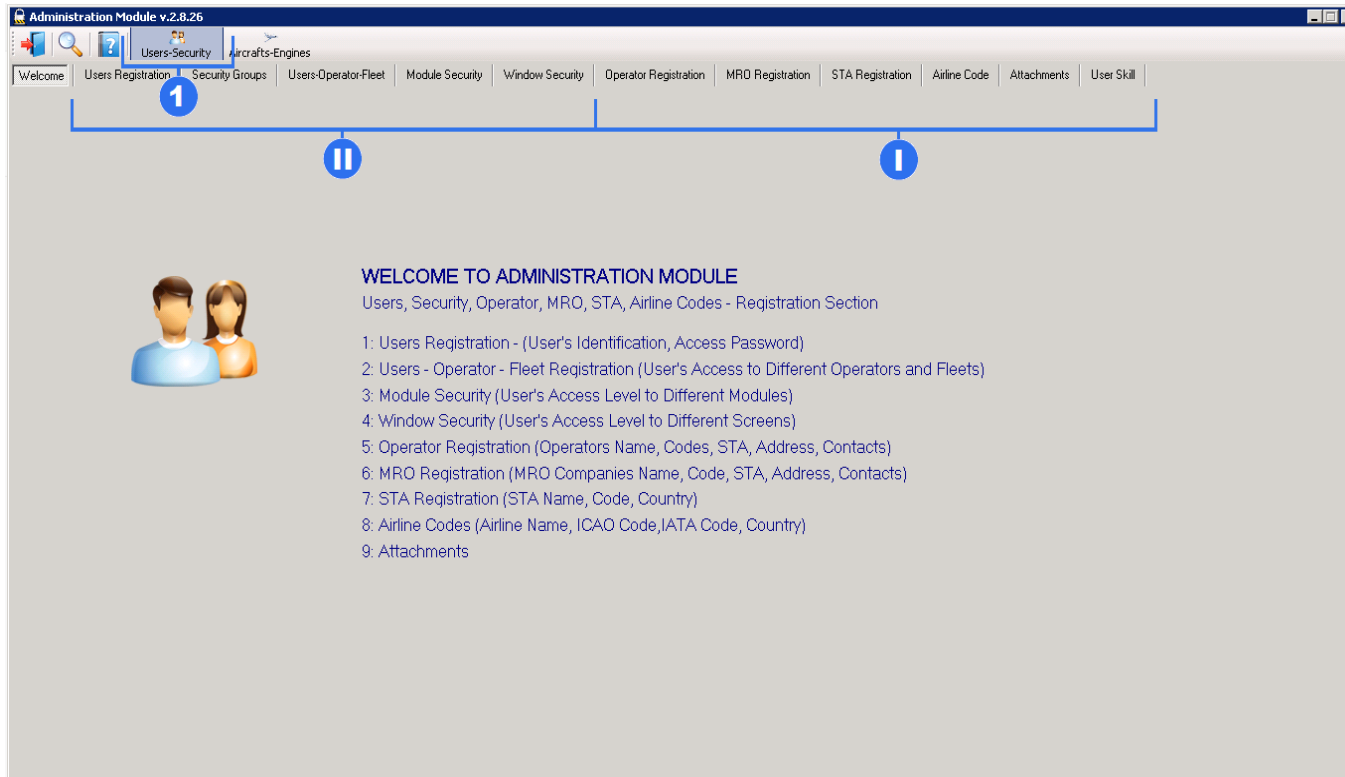 Administration Module v.2.8.26
Users-Security Aircrafts-Engines
Welcome Users Registration Security Groups Users-Operator-Fleet Module Security Window Security Operator Registration MRO Registration STA Registration Airline Code Attachments User Skill
1
II I
WELCOME TO ADMINISTRATION MODULE
Users, Security, Operator, MRO, STA, Airline Codes - Registration Section
1: Users Registration - (User's Identification, Access Password)
2: Users - Operator - Fleet Registration (User's Access to Different Operators and Fleets)
3: Module Security (User's Access Level to Different Modules)
4: Window Security (User's Access Level to Different Screens)
5: Operator Registration (Operators Name, Codes, STA, Address, Contacts)
6: MRO Registration (MRO Companies Name, Code, STA, Address, Contacts)
7: STA Registration (STA Name, Code, Country)
8: Airline Codes (Airline Name, ICAO Code,IATA Code, Country)
9: Attachments